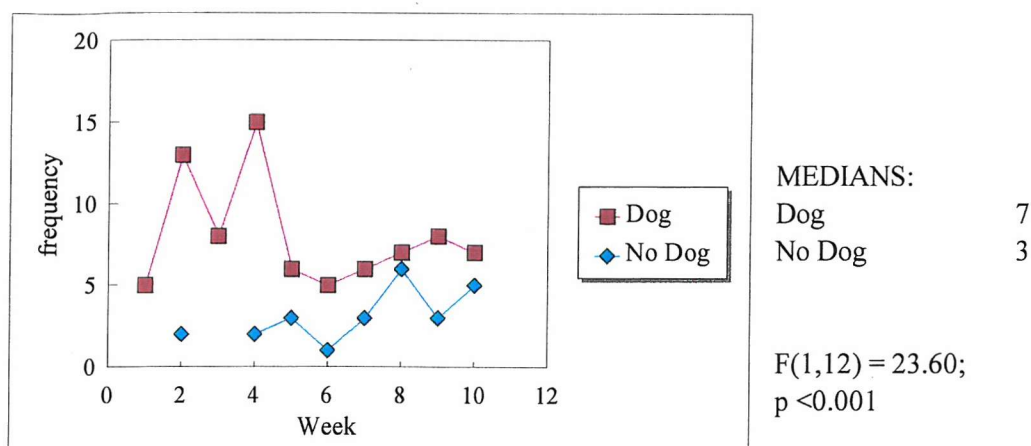 20
15
10
5
0
frequency
0 2 4 6 8 10 12
Week
Dog
No Dog
MEDIANS:
Dog 7
No Dog 3
F(1,12) = 23.60;
p <0.001